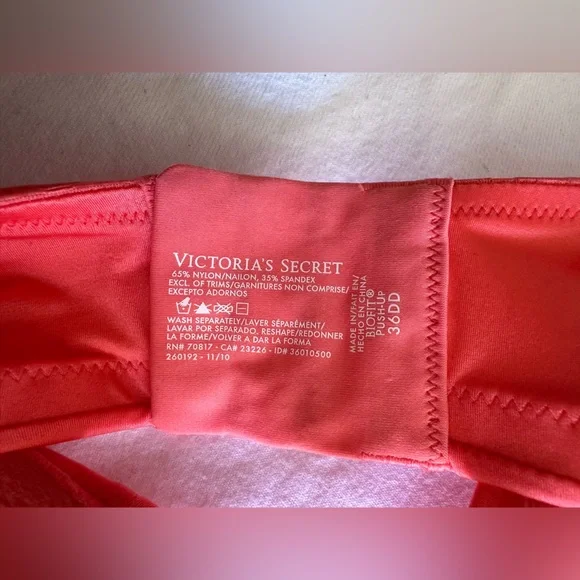 VICTORIA'S SECRET
65% NYLON/NAILON, 35% SPANDEX
EXCL. OF TRIMS/GARNITURES NON COMPRISE/
EXCEPTO ADORNOS
WASH SEPARATELY/LAVER SÉPARÉMENT/
LAVAR POR SEPARADO, RESHAPE/REDONNER
LA FORME/VOLVER A DAR LA FORMA
RN# 70817 • CA# 23226 • ID# 36010500
260192 – 11/10
MADE IN/FAIT EN/
HECHO EN CHINA
BIOFIT®
PUSH-UP
36DD